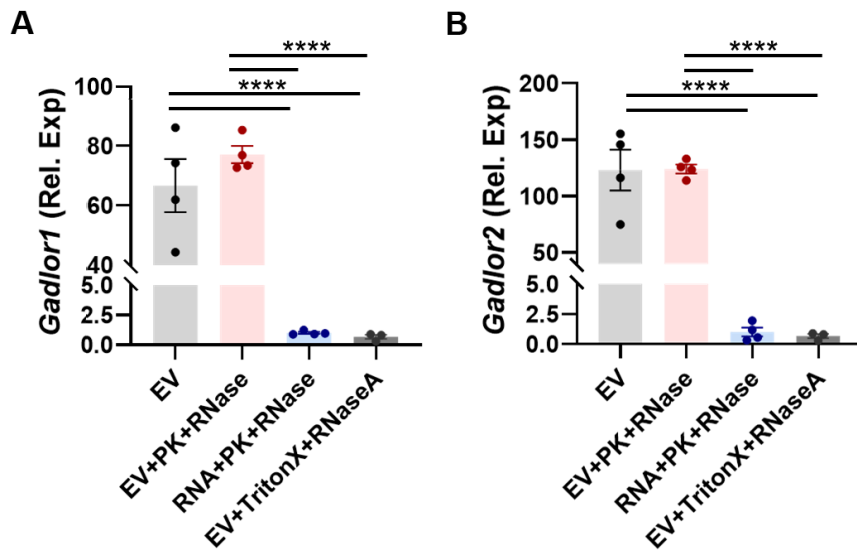 A
****
****
Gadlor1 (Rel. Exp)
100
80
60
40
5.0
2.5
0.0
EV
EV+PK+RNase
RNA+PK+RNase
EV+TritonX+RNaseA
B
****
****
Gadlor2 (Rel. Exp)
200
150
100
50
5.0
2.5
0.0
EV
EV+PK+RNase
RNA+PK+RNase
EV+TritonX+RNaseA